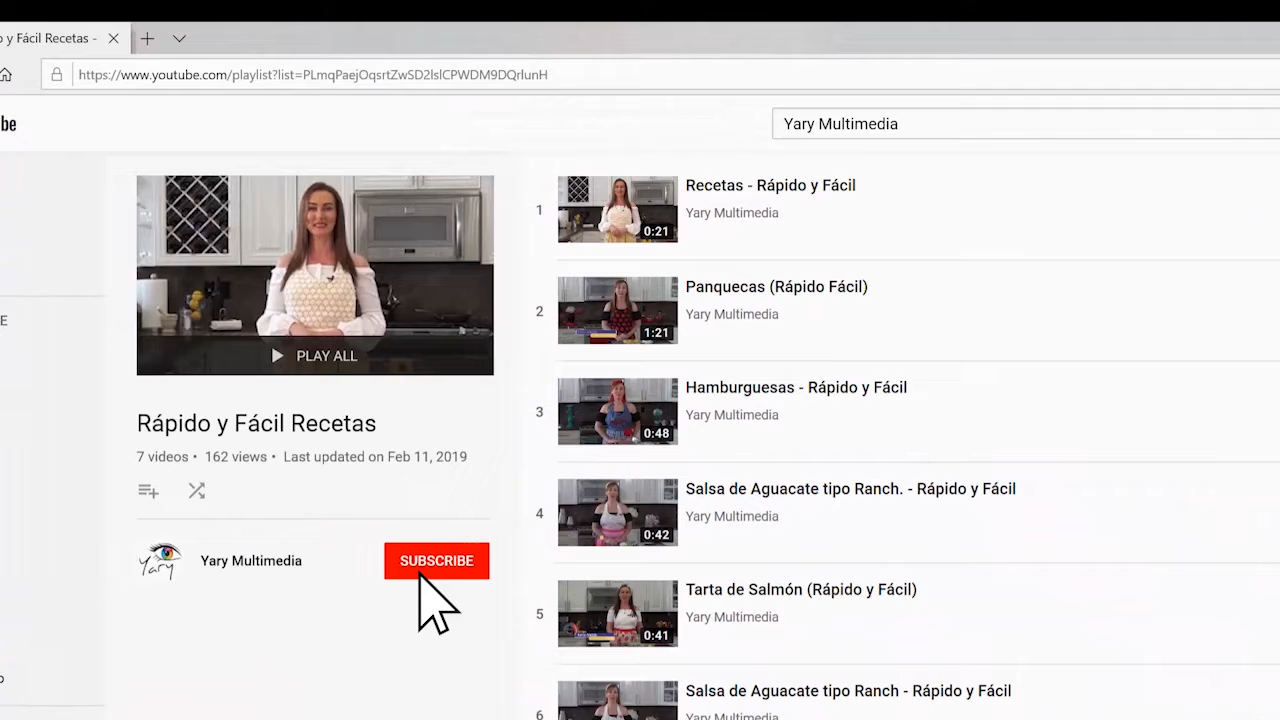 o y Fácil Recetas -
https://www.youtube.com/playlist?list=PLmqPaejOqsrtZwSD2lslCPWDM9DQrlunH
be
Yary Multimedia
PLAY ALL
Rápido y Fácil Recetas
7 videos • 162 views • Last updated on Feb 11, 2019
Yary
Yary Multimedia
SUBSCRIBE
E
1
Recetas - Rápido y Fácil
Yary Multimedia
0:21
2
Panquecas (Rápido Fácil)
Yary Multimedia
1:21
3
Hamburguesas - Rápido y Fácil
Yary Multimedia
0:48
4
Salsa de Aguacate tipo Ranch. - Rápido y Fácil
Yary Multimedia
0:42
5
Tarta de Salmón (Rápido y Fácil)
Yary Multimedia
0:41
6
Salsa de Aguacate tipo Ranch - Rápido y Fácil
Yary Multimedia